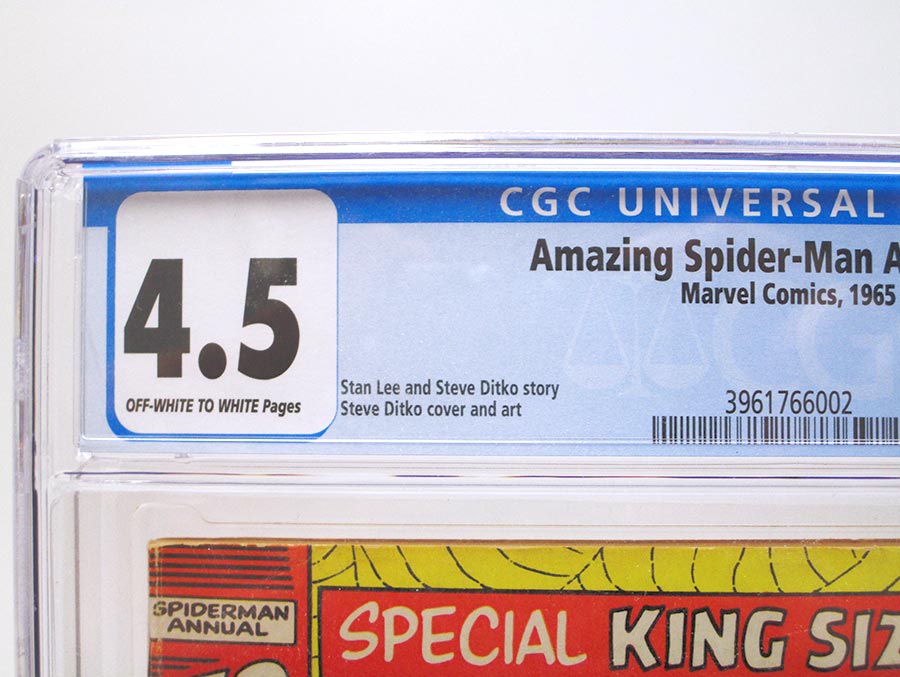 CGC UNIVERSAL
4.5
OFF-WHITE TO WHITE Pages
Amazing Spider-Man A
Marvel Comics, 1965
Stan Lee and Steve Ditko story
Steve Ditko cover and art
3961766002
SPIDERMAN
ANNUAL
SPECIAL KING SIZ